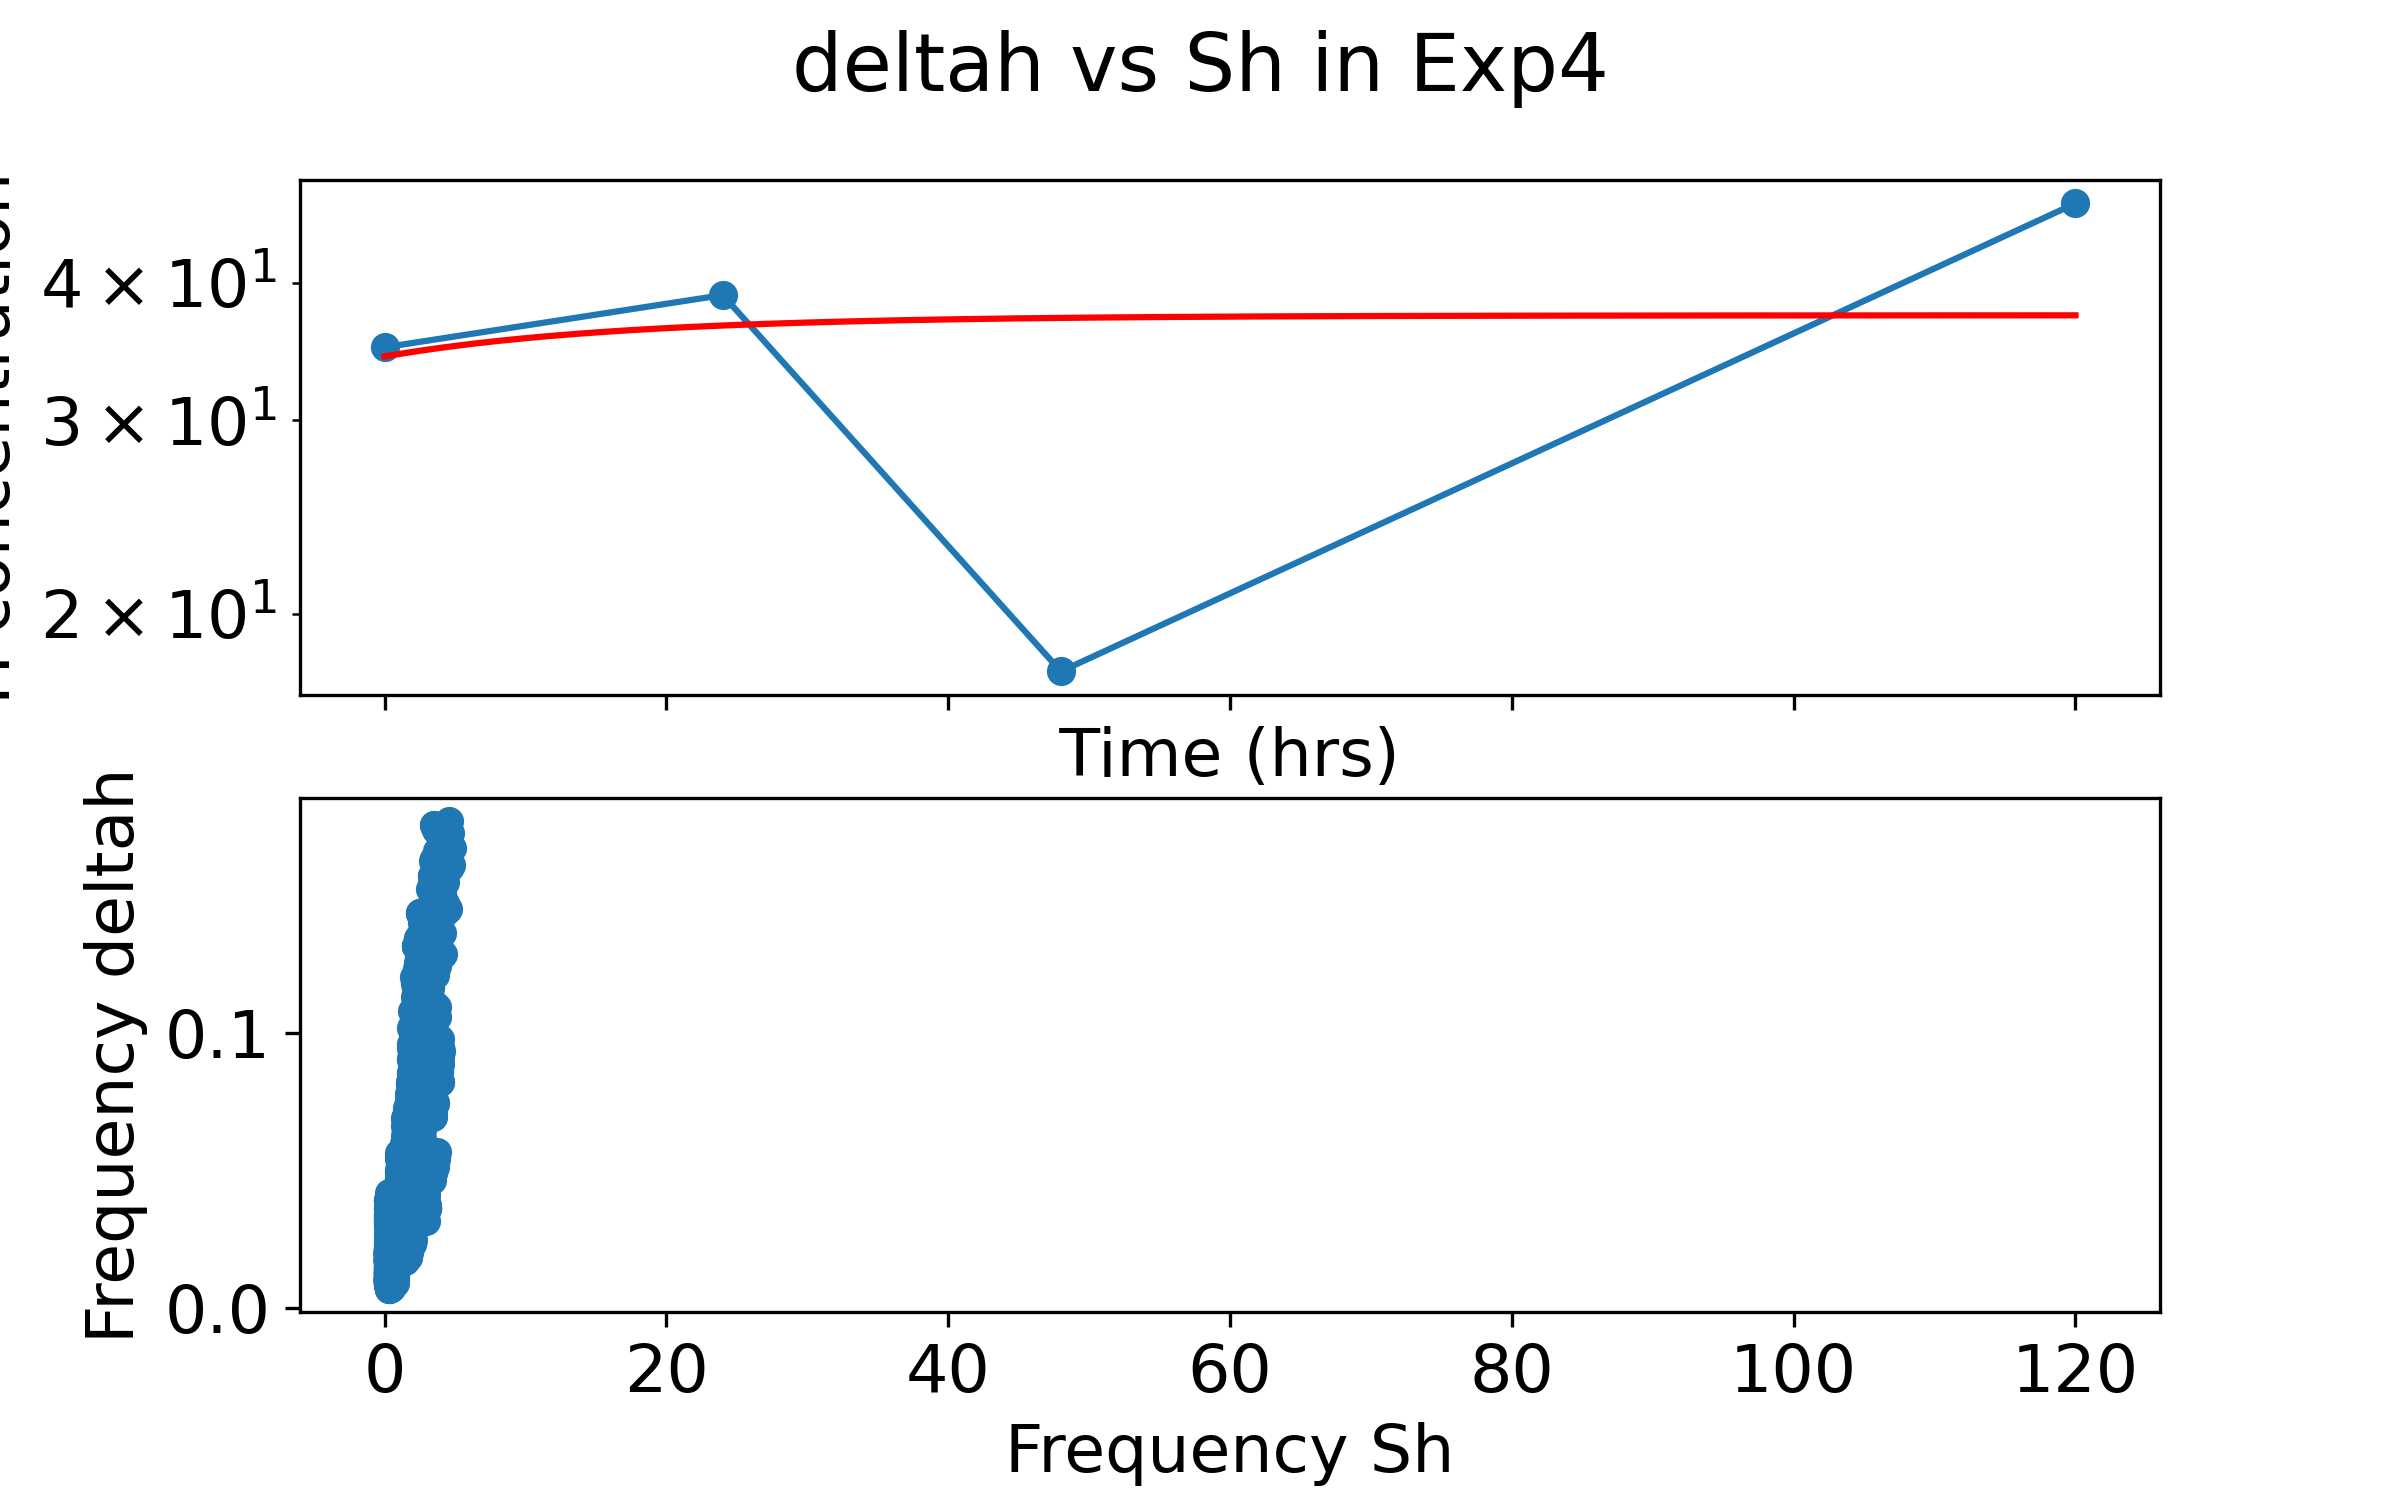 deltah vs Sh in Exp4
4 × 10¹
3 × 10¹
2 × 10¹
Time (hrs)
Frequency deltah
0.1
0.0
0 20 40 60 80 100 120
Frequency Sh